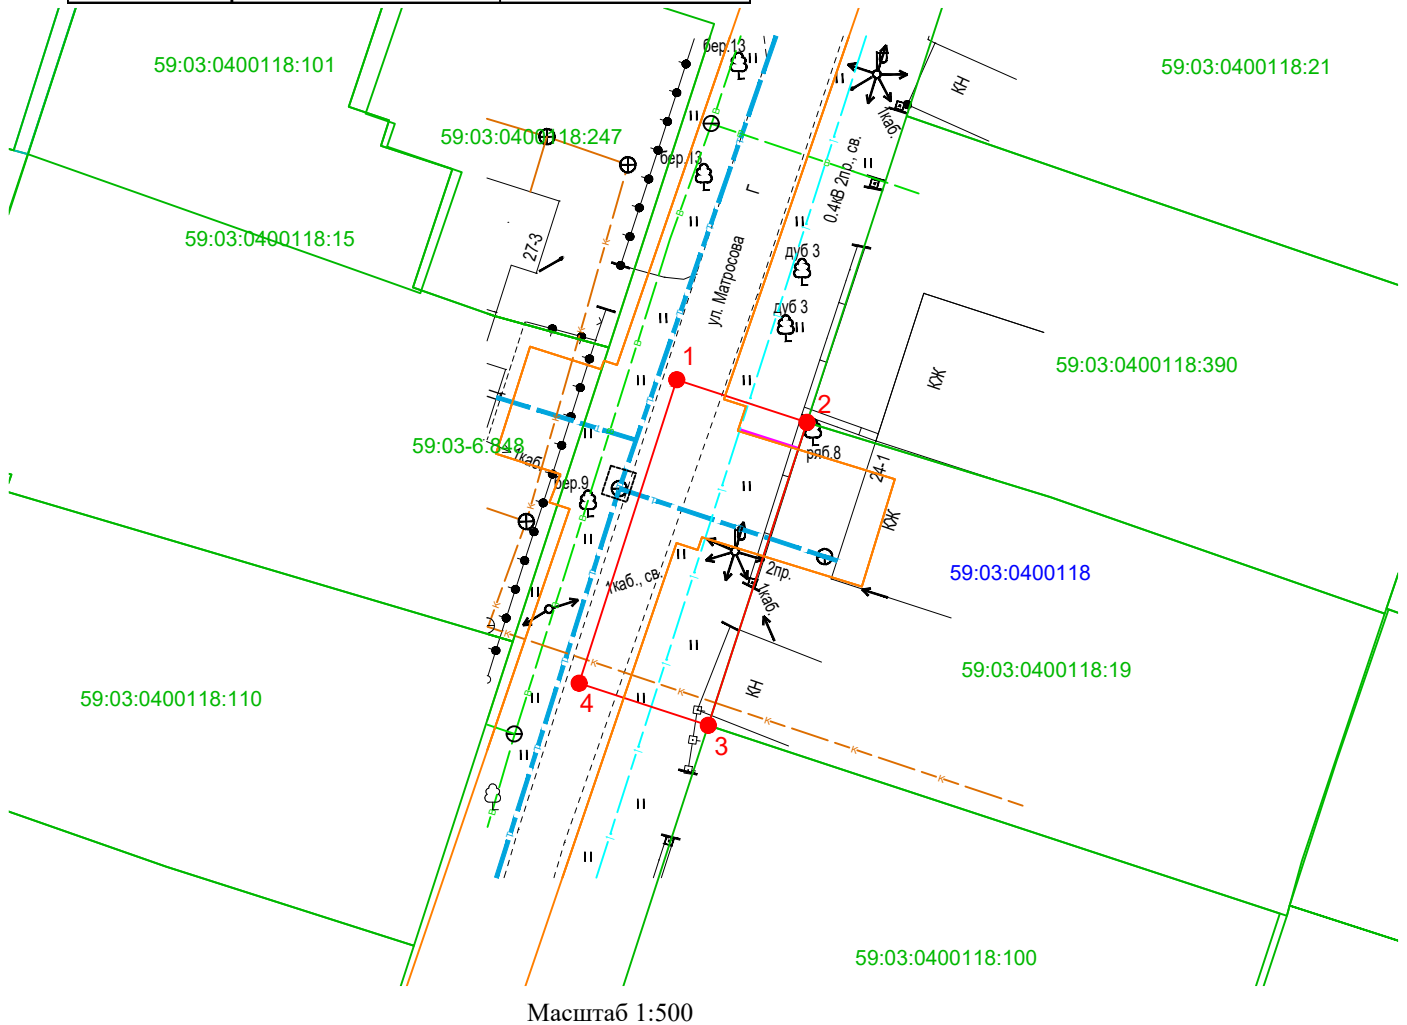 бер.13
59:03:0400118:101
59:03:0400118:21
КН
1каб.
59:03:0400118:247
бер.13
0.4кВ 2пр., св.
Г
59:03:0400118:15
27-3
ул. Матросова
дуб 3
дуб 3
1
59:03:0400118:390
КЖ
2
59:03-6.848
ряб.8
1каб.
24-1
бер.9
КЖ
2пр.
59:03:0400118
1каб., св.
1каб.
59:03:0400118:19
59:03:0400118:110
4
КН
3
59:03:0400118:100
Масштаб 1:500